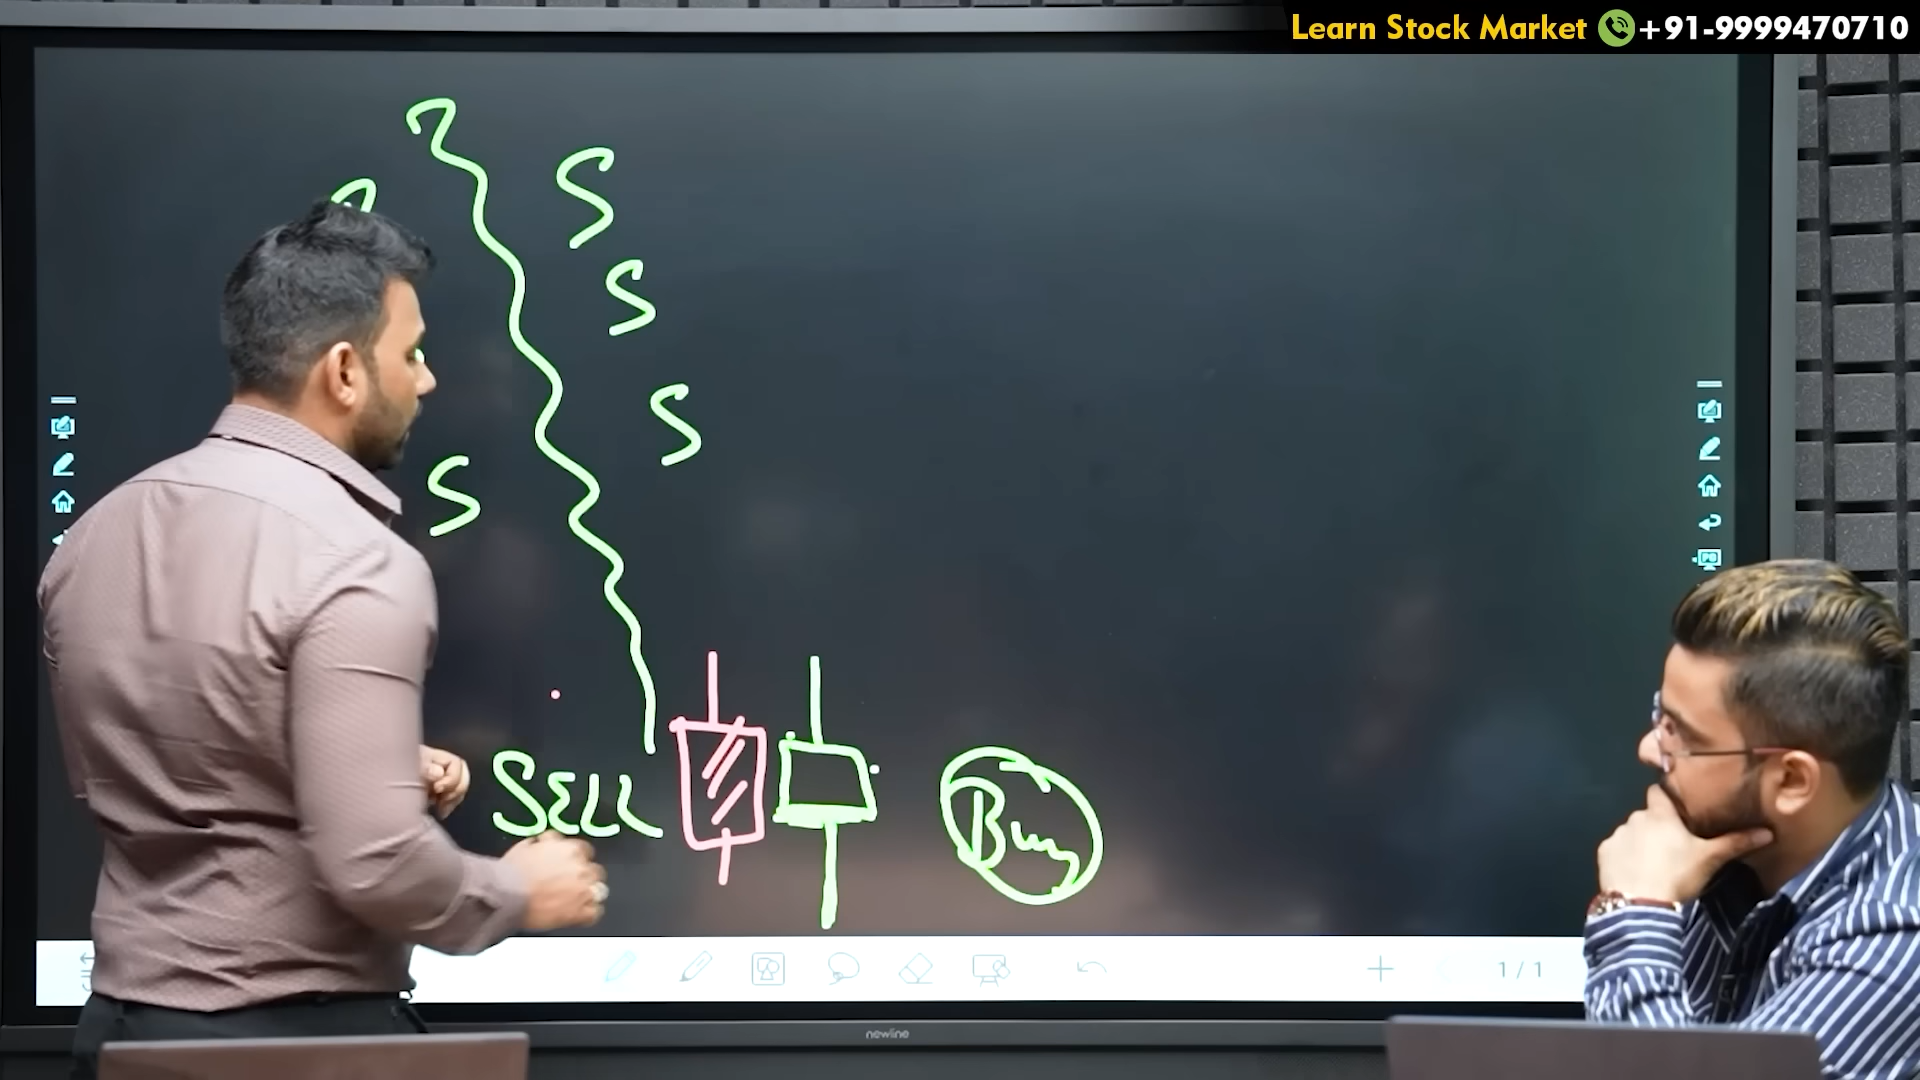 Learn Stock Market +91-9999470710
S
S
S
S
SELL
Buy
1 / 1
newline